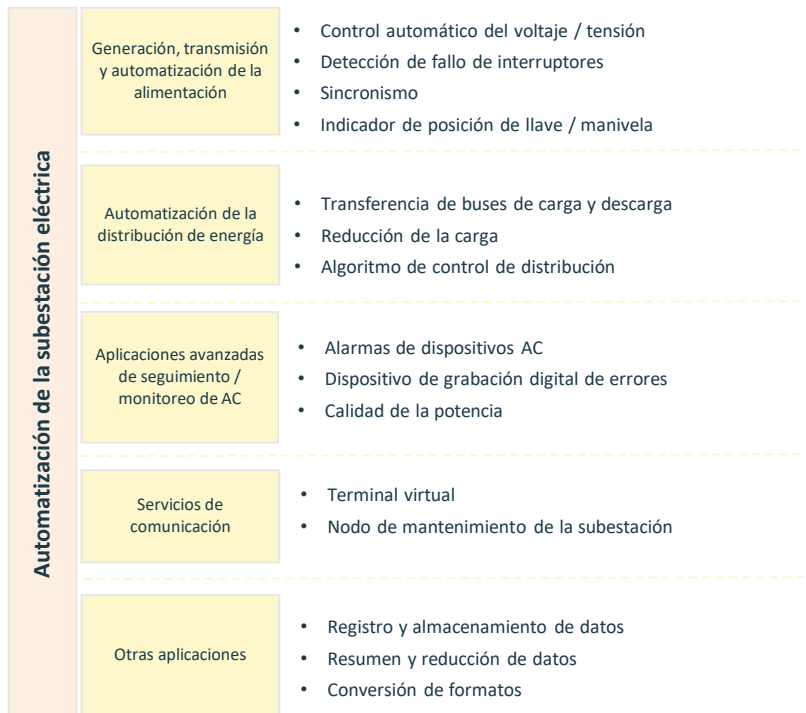 Automatización de la subestación eléctrica
Generación, transmisión
y automatización de la
alimentación
• Control automático del voltaje / tensión
• Detección de fallo de interruptores
• Sincronismo
• Indicador de posición de llave / manivela
Automatización de la
distribución de energía
• Transferencia de buses de carga y descarga
• Reducción de la carga
• Algoritmo de control de distribución
Aplicaciones avanzadas
de seguimiento /
monitoreo de AC
• Alarmas de dispositivos AC
• Dispositivo de grabación digital de errores
• Calidad de la potencia
Servicios de
comunicación
• Terminal virtual
• Nodo de mantenimiento de la subestación
Otras aplicaciones
• Registro y almacenamiento de datos
• Resumen y reducción de datos
• Conversión de formatos